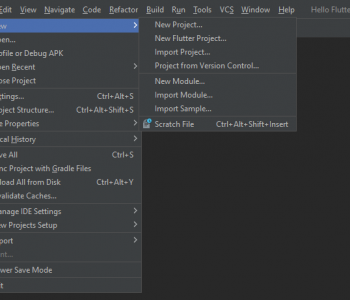 Edit View Navigate Code Refactor Build Run Tools VCS Window Help Hello Flutte
ew
pen...
ofile or Debug APK
pen Recent
ose Project
ettings... Ctrl+Alt+S
oject Structure... Ctrl+Alt+Shift+S
e Properties
cal History
ve All Ctrl+S
nc Project with Gradle Files
load All from Disk Ctrl+Alt+Y
validate Caches...
anage IDE Settings
w Projects Setup
port
int...
wer Save Mode
it
New Project...
New Flutter Project...
Import Project...
Project from Version Control...
New Module...
Import Module...
Import Sample...
Scratch File Ctrl+Alt+Shift+Insert